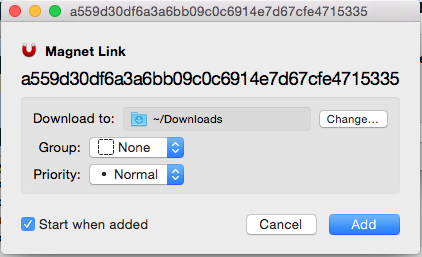 a559d30df6a3a6bb09c0c6914e7d67cfe4715335
Magnet Link
a559d30df6a3a6bb09c0c6914e7d67cfe4715335
Download to: ~/Downloads Change...
Group: None
Priority: • Normal
Start when added Cancel Add